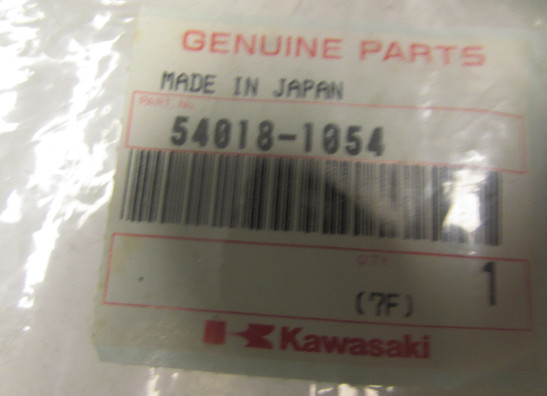 GENUINE PARTS
MADE IN JAPAN
PART No.
54018-1054
QTY
1
(7F)
Kawasaki